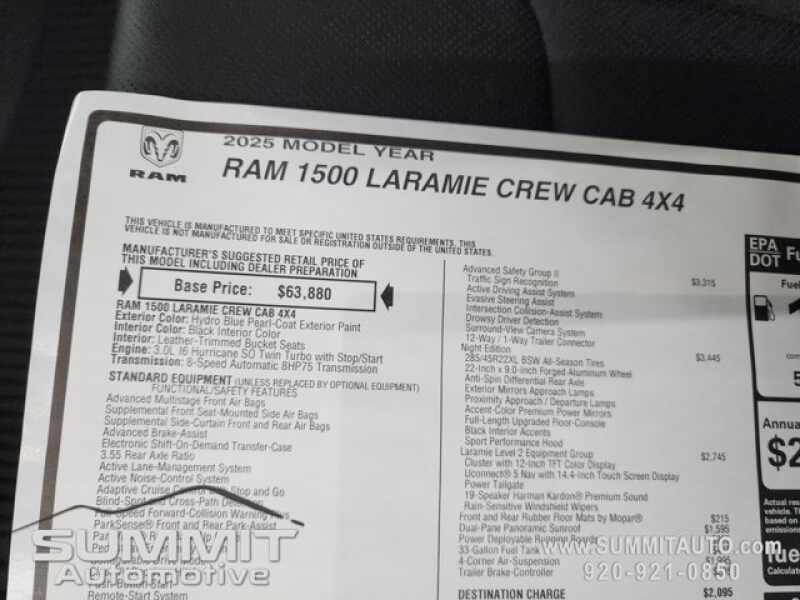 2025 MODEL YEAR
RAM 1500 LARAMIE CREW CAB 4X4
RAM
THIS VEHICLE IS MANUFACTURED TO MEET SPECIFIC UNITED STATES REQUIREMENTS. THIS
VEHICLE IS NOT MANUFACTURED FOR SALE OR REGISTRATION OUTSIDE OF THE UNITED STATES.
MANUFACTURER'S SUGGESTED RETAIL PRICE OF
THIS MODEL INCLUDING DEALER PREPARATION
Base Price: $63,880
RAM 1500 LARAMIE CREW CAB 4X4
Exterior Color: Hydro Blue Pearl-Coat Exterior Paint
Interior Color: Black Interior Color
Interior: Leather-Trimmed Bucket Seats
Engine: 3.0L I6 Hurricane SO Twin Turbo with Stop/Start
Transmission: 8-Speed Automatic 8HP75 Transmission
STANDARD EQUIPMENT (UNLESS REPLACED BY OPTIONAL EQUIPMENT)
FUNCTIONAL/SAFETY FEATURES
Advanced Multistage Front Air Bags
Supplemental Front Seat-Mounted Side Air Bags
Supplemental Side-Curtain Front and Rear Air Bags
Advanced Brake-Assist
Electronic Shift-On-Demand Transfer-Case
3.55 Rear Axle Ratio
Active Lane-Management System
Active Noise-Control System
Adaptive Cruise Control with Stop and Go
Blind-Spot and Cross-Path Detection
Full-Speed Forward-Collision Warning Plus
ParkSense® Front and Rear Park-Assist
Push-Button Start
Remote-Start System
Advanced Safety Group II $3,315
Traffic Sign Recognition
Active Driving Assist System
Evasive Steering Assist
Intersection Collision-Assist System
Drowsy Driver Detection
Surround-View Camera System
12-Way / 1-Way Trailer Connector
Night Edition $3,445
285/45R22XL BSW All-Season Tires
22-Inch x 9.0-Inch Forged Aluminum Wheel
Anti-Spin Differential Rear Axle
Exterior Mirrors Approach Lamps
Proximity Approach / Departure Lamps
Accent-Color Premium Power Mirrors
Full-Length Upgraded Floor-Console
Black Interior Accents
Sport Performance Hood
Laramie Level 2 Equipment Group $2,745
Cluster with 12-Inch TFT Color Display
Uconnect® 5 Nav with 14.4-Inch Touch Screen Display
Power Tailgate
19-Speaker Harman Kardon® Premium Sound
Rain-Sensitive Windshield Wipers
Front and Rear Rubber Floor Mats by Mopar® $215
Dual-Pane Panoramic Sunroof $1,595
Power Deployable Running Boards
33-Gallon Fuel Tank
4-Corner Air-Suspension
Trailer Brake-Controller
DESTINATION CHARGE $2,095
EPA
DOT
Annua
$2
SUMMIT
Automotive
WWW.SUMMITAUTO.COM
920-921-0850